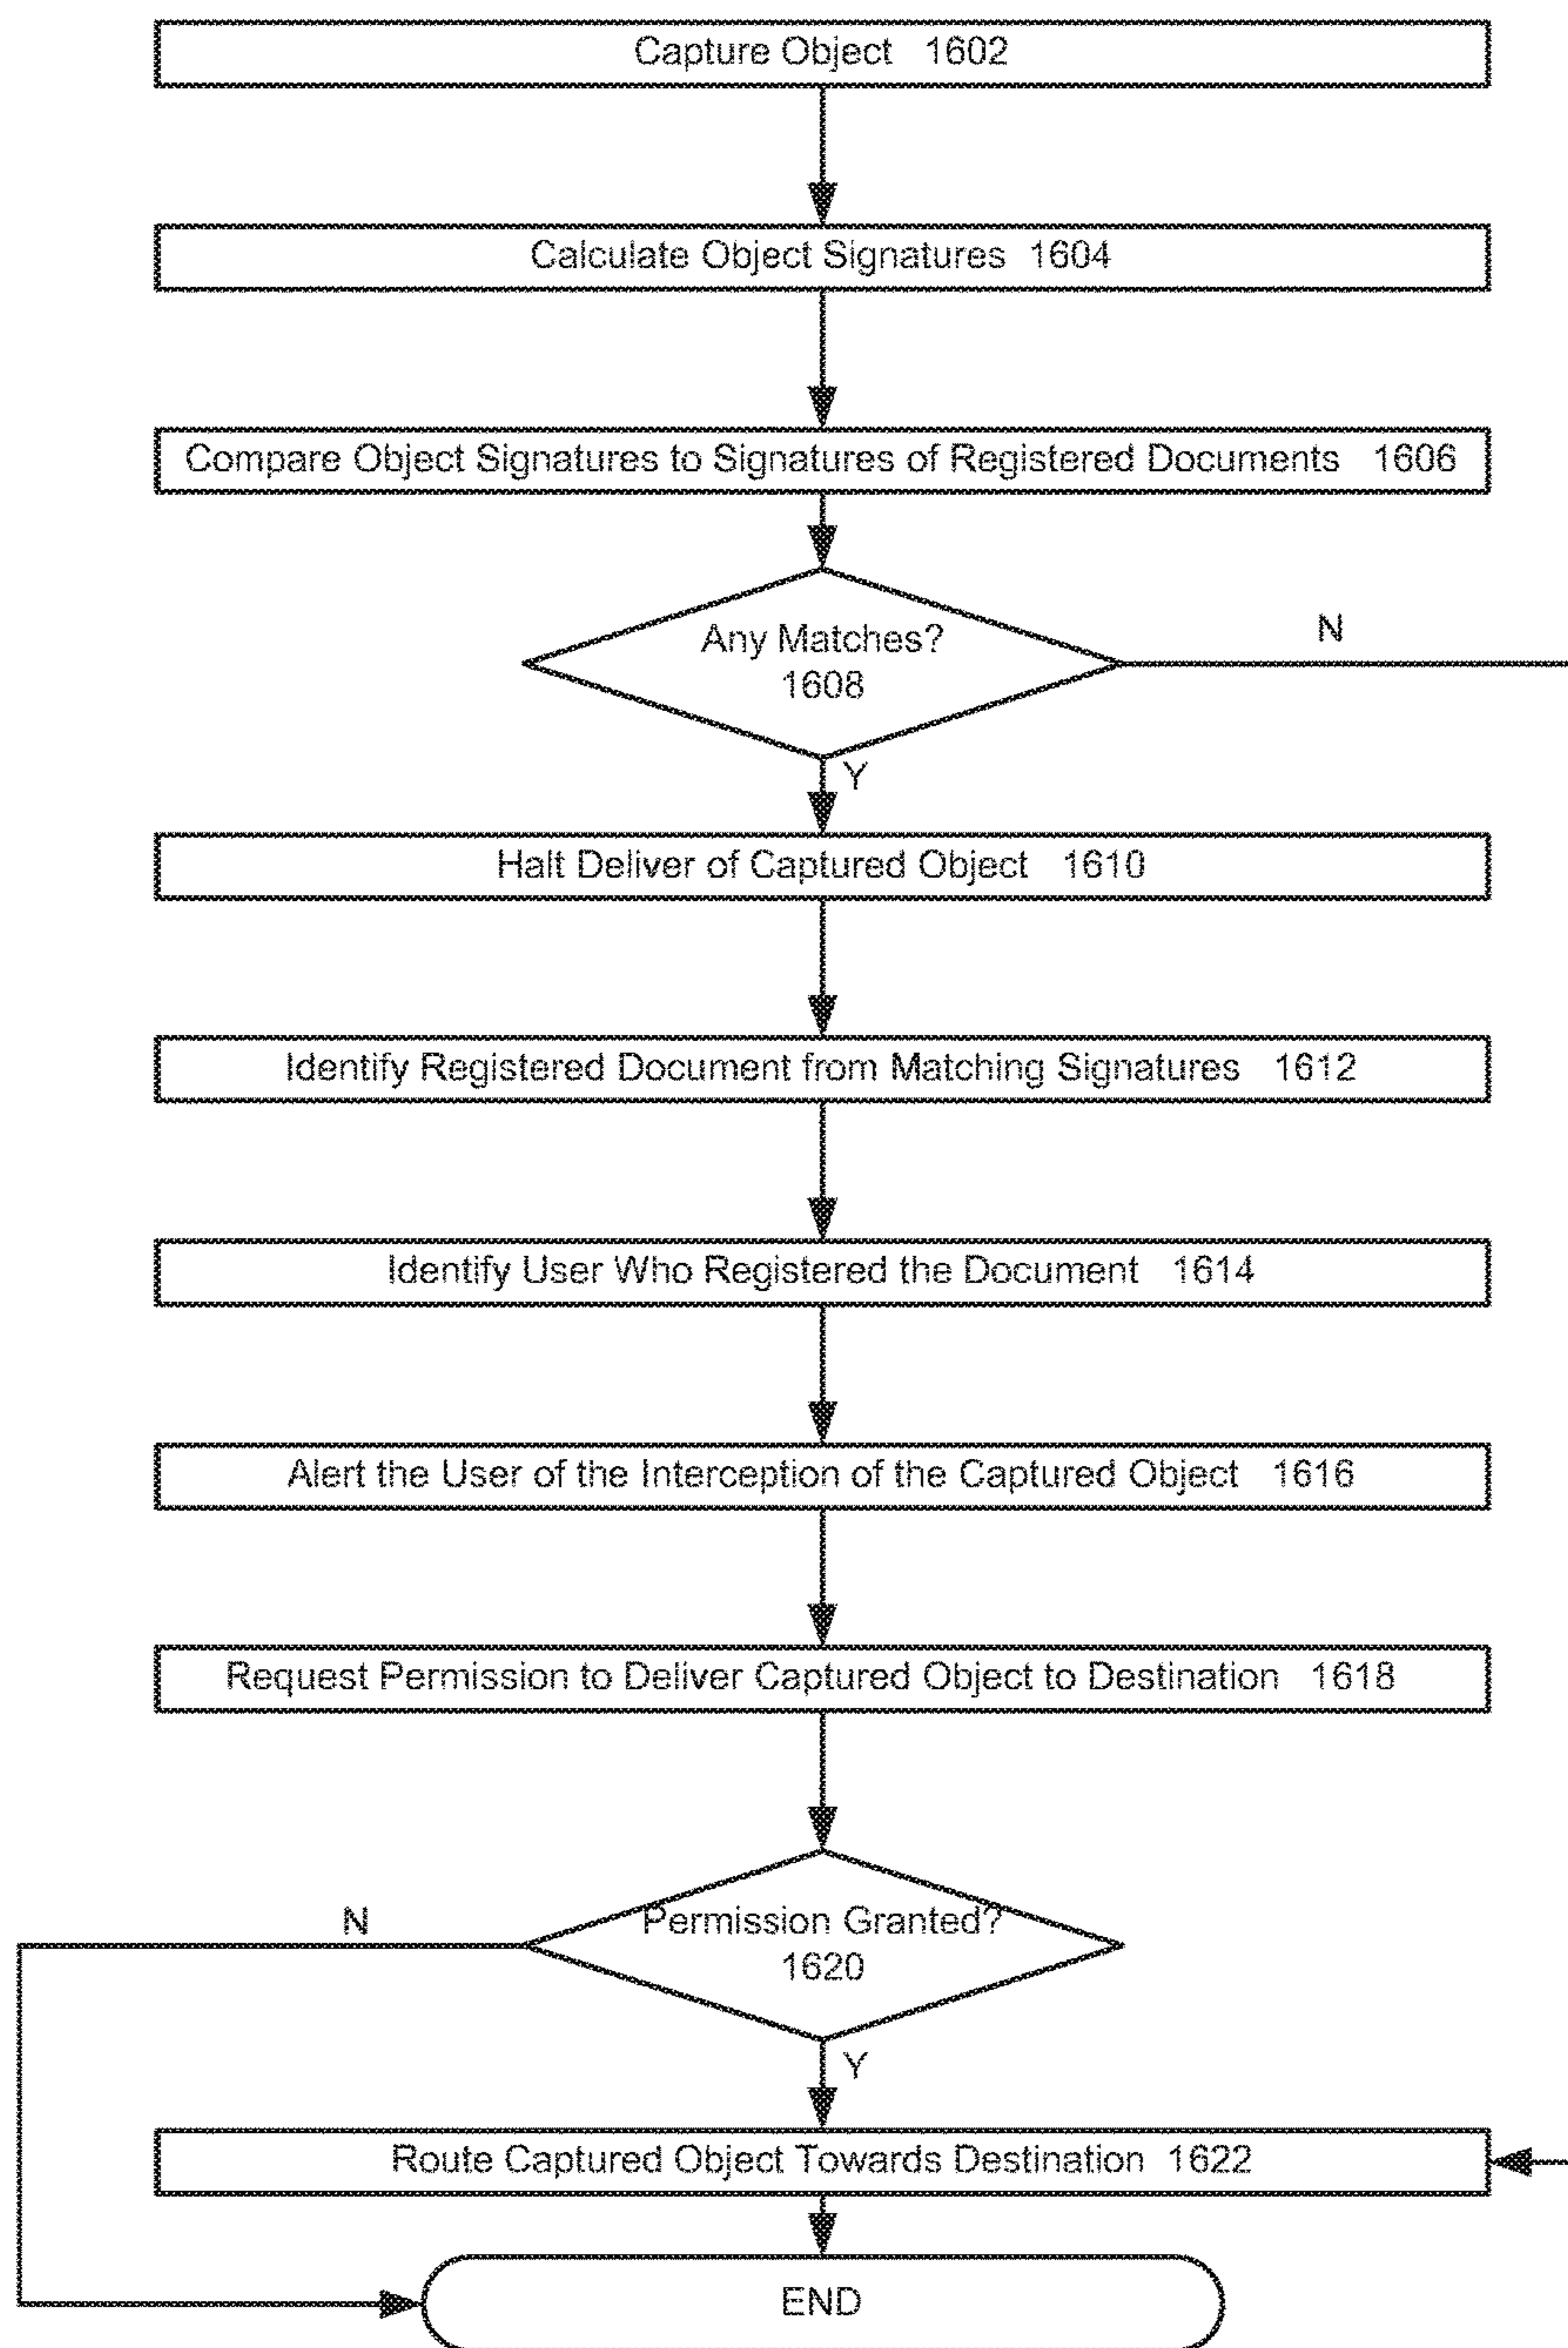 Capture Object 1602
Calculate Object Signatures 1604
Compare Object Signatures to Signatures of Registered Documents 1606
Any Matches?
1608
N
Y
Halt Deliver of Captured Object 1610
Identify Registered Document from Matching Signatures 1612
Identify User Who Registered the Document 1614
Alert the User of the Interception of the Captured Object 1616
Request Permission to Deliver Captured Object to Destination 1618
N
Permission Granted?
1620
Y
Route Captured Object Towards Destination 1622
END